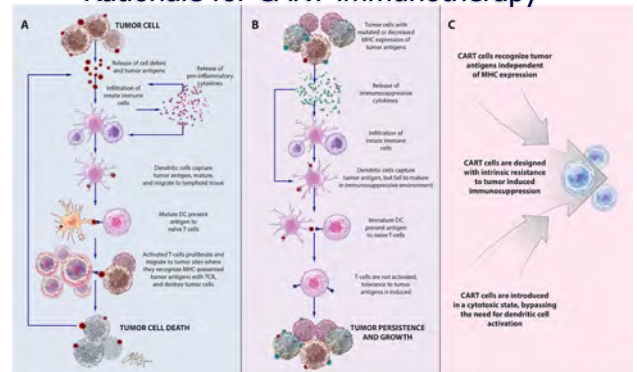 Rationale for CART immunotherapy
A
TUMOR CELL
Release of cell debris
and tumor antigens
Release of
pro-inflammatory
cytokines
Infiltration of
innate immune
cells
Dendritic cells capture
tumor antigens, mature,
and migrate to lymphoid tissue
Mature DC present
antigen to
naïve T cells
Activated T-cells proliferate and
migrate to tumor sites where
they recognize MHC-presented
tumor antigens with TCR,
and destroy tumor cells
TUMOR CELL DEATH
B
Tumor cells with
mutated or decreased
MHC expression of
tumor antigens
Release of
immunosuppressive
cytokines
Infiltration of
innate immune
cells
Dendritic cells capture
tumor antigen, but fail to mature
in immunosuppressive environment
Immature DC
present antigen
to naïve T cells
T-cells are not activated,
tolerance to tumor
antigens is induced
TUMOR PERSISTENCE
AND GROWTH
C
CART cells recognize tumor
antigens independent
of MHC expression
CART cells are designed
with intrinsic resistance
to tumor induced
immunosuppression
CART cells are introduced
in a cytotoxic state, bypassing
the need for dendritic cell
activation